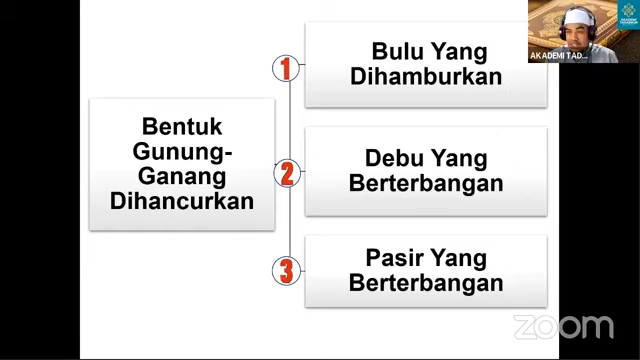 Bentuk
Gunung-
Ganang
Dihancurkan
1
Bulu Yang
Dihamburkan
2
Debu Yang
Berterbangan
3
Pasir Yang
Berterbangan
AKADEMI TAD...
zoom